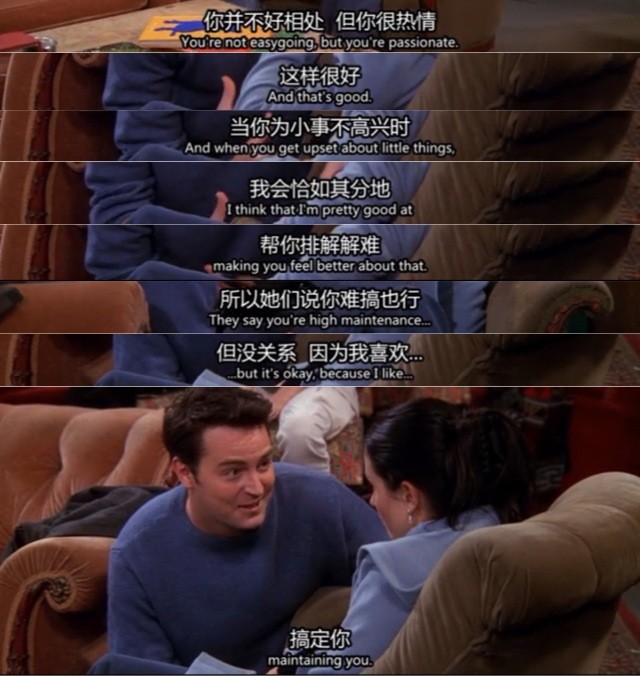 你并不好相处  但你很热情
You're not easygoing, but you're passionate.
这样很好
And that's good.
当你为小事不高兴时
And when you get upset about little things,
我会恰如其分地
I think that I'm pretty good at
帮你排解解难
making you feel better about that.
所以她们说你难搞也行
They say you're high maintenance...
但没关系  因为我喜欢...
...but it's okay, because I like...
搞定你
maintaining you.